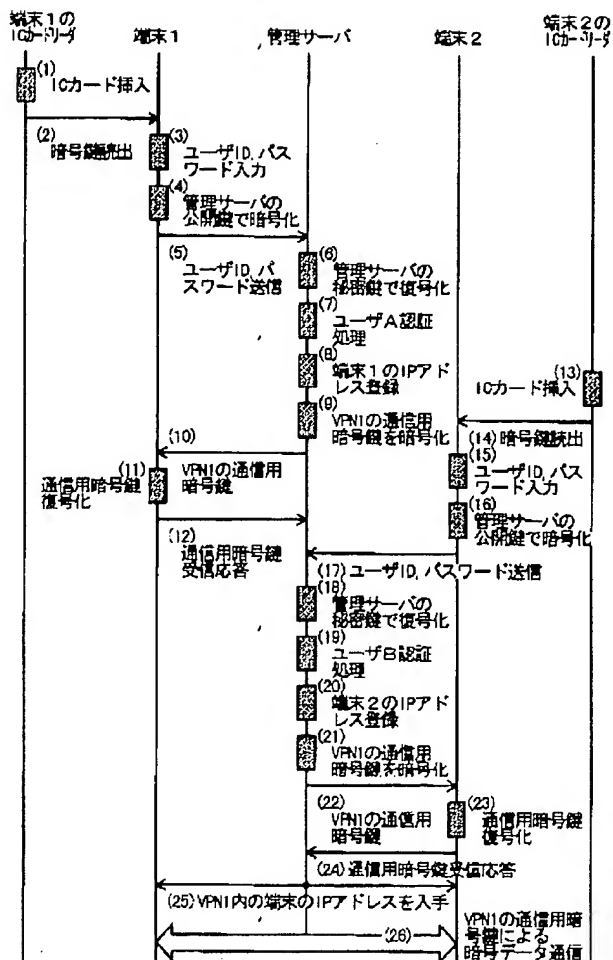 端末1の
ICカードリーダ
端末1
管理サーバ
端末2
端末2の
ICカードリーダ
(1)
ICカード挿入
(2)
暗号鍵読出
(3)
ユーザID, パス
ワード入力
(4)
管理サーバの
公開鍵で暗号化
(5)
ユーザID, パ
スワード送信
(6)
管理サーバの
秘密鍵で復号化
(7)
ユーザA認証
処理
(8)
端末1のIPアド
レス登録
(9)
VPN1の通信用
暗号鍵を暗号化
(10)
VPN1の通信用
暗号鍵
(11)
通信用暗号鍵
復号化
(12)
通信用暗号鍵
受信応答
(13)
ICカード挿入
(14) 暗号鍵読出
(15)
ユーザID, パス
ワード入力
(16)
管理サーバの
公開鍵で暗号化
(17) ユーザID, パスワード送信
(18)
管理サーバの
秘密鍵で復号化
(19)
ユーザB認証
処理
(20)
端末2のIPアド
レス登録
(21)
VPN1の通信用
暗号鍵を暗号化
(22)
VPN1の通信用
暗号鍵
(23)
通信用暗号鍵
復号化
(24) 通信用暗号鍵受信応答
(25) VPN1内の端末のIPアドレスを入手
(26)
VPN1の通信用暗
号鍵による
暗号データ通信